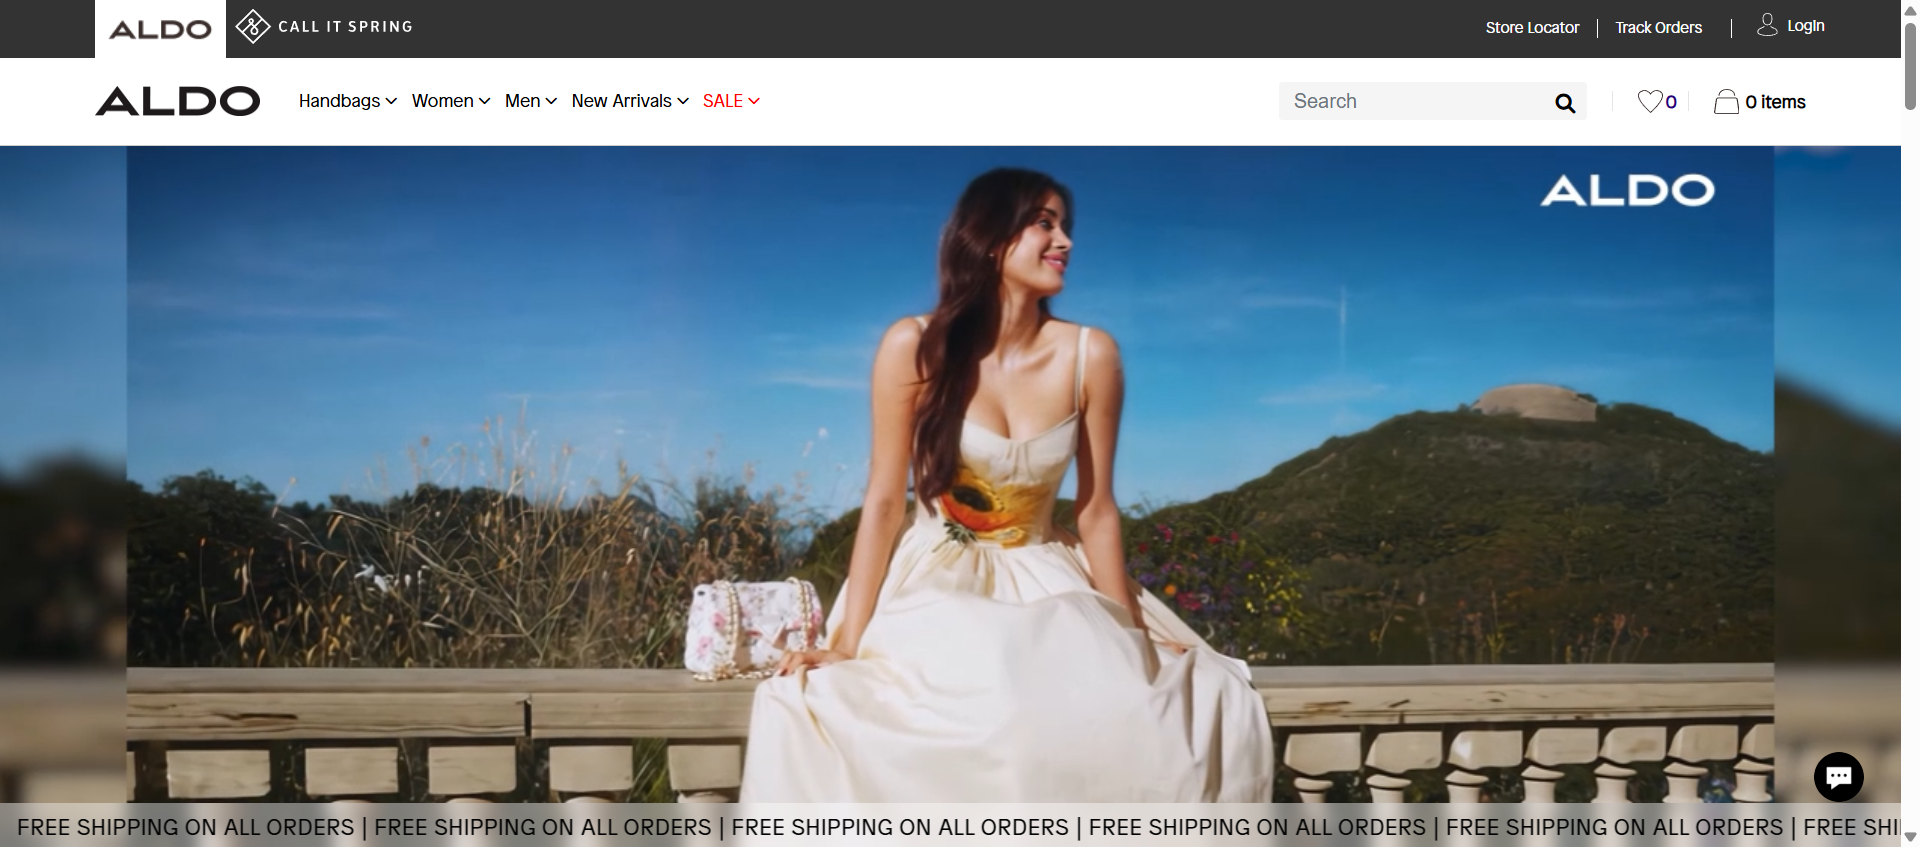 ALDO CALL IT SPRING Store Locator | Track Orders | Login
ALDO Handbags Women Men New Arrivals SALE Search 0 0 items
ALDO
FREE SHIPPING ON ALL ORDERS | FREE SHIPPING ON ALL ORDERS | FREE SHIPPING ON ALL ORDERS | FREE SHIPPING ON ALL ORDERS | FREE SHIPPING ON ALL ORDERS | FREE SHI